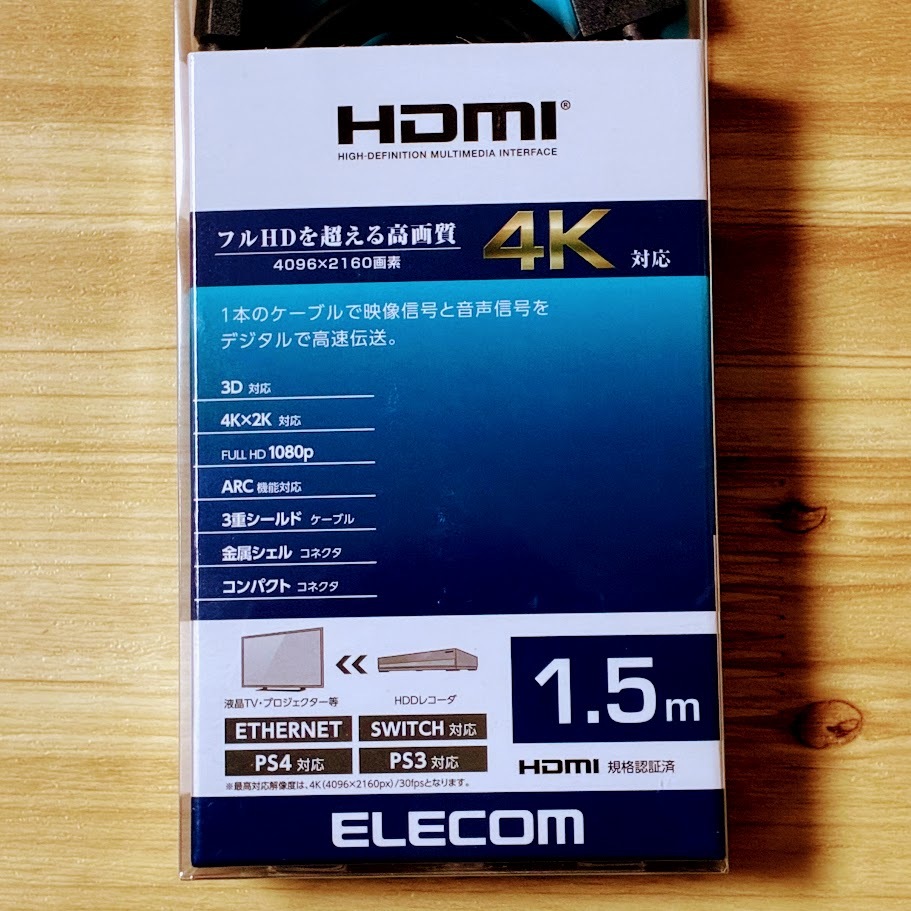 HDMI®
HIGH-DEFINITION MULTIMEDIA INTERFACE
フルHDを超える高画質
4096×2160画素
4K 対応
1本のケーブルで映像信号と音声信号を
デジタルで高速伝送。
3D 対応
4K×2K 対応
FULL HD 1080p
ARC 機能対応
3重シールド ケーブル
金属シェル コネクタ
コンパクト コネクタ
液晶TV・プロジェクター等
HDDレコーダ
ETHERNET
SWITCH 対応
PS4 対応
PS3 対応
※最高対応解像度は、4K(4096×2160px)/30fpsとなります。
1.5m
HDMI 規格認証済
ELECOM